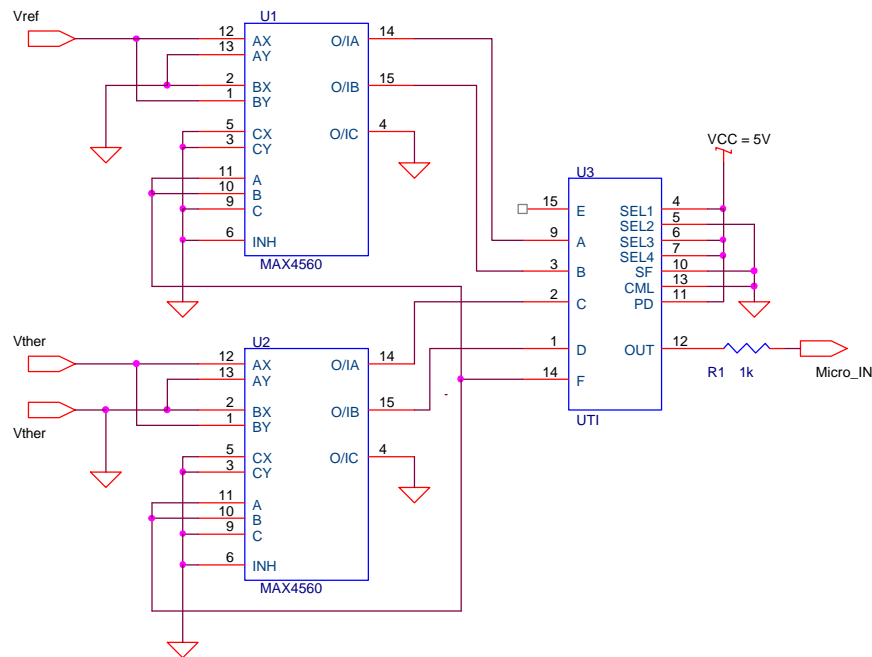 Vref
U1
12 AX O/IA 14
13 AY
2 BX O/IB 15
1 BY
5 CX O/IC 4
3 CY
11 A
10 B
9 C
6 INH
MAX4560
VCC = 5V
U3
15 E SEL1 4
SEL2 5
9 A SEL3 6
SEL4 7
3 B SF 10
CML 13
2 C PD 11
1 D OUT 12
14 F
UTI
R1 1k
Micro_IN
Vther
Vther
U2
12 AX O/IA 14
13 AY
2 BX O/IB 15
1 BY
5 CX O/IC 4
3 CY
11 A
10 B
9 C
6 INH
MAX4560